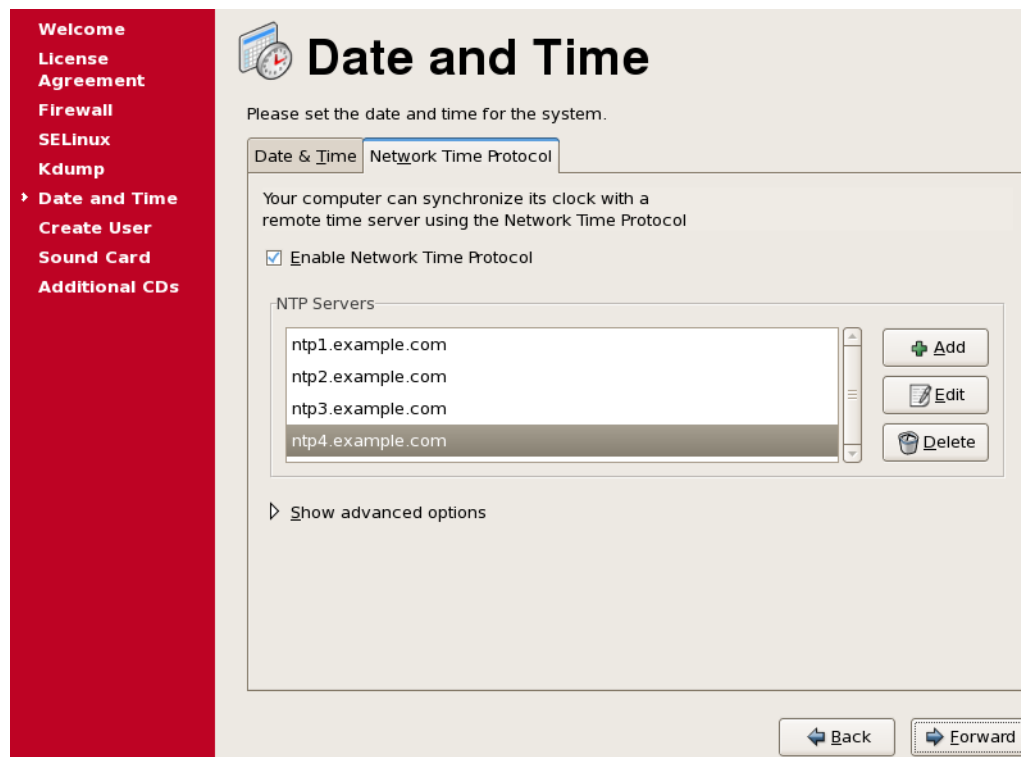 Welcome
License
Agreement
Firewall
SELinux
Kdump
Date and Time
Create User
Sound Card
Additional CDs
Date and Time
Please set the date and time for the system.
Date & Time
Network Time Protocol
Your computer can synchronize its clock with a
remote time server using the Network Time Protocol
Enable Network Time Protocol
NTP Servers
ntp1.example.com
ntp2.example.com
ntp3.example.com
ntp4.example.com
Add
Edit
Delete
Show advanced options
Back
Forward